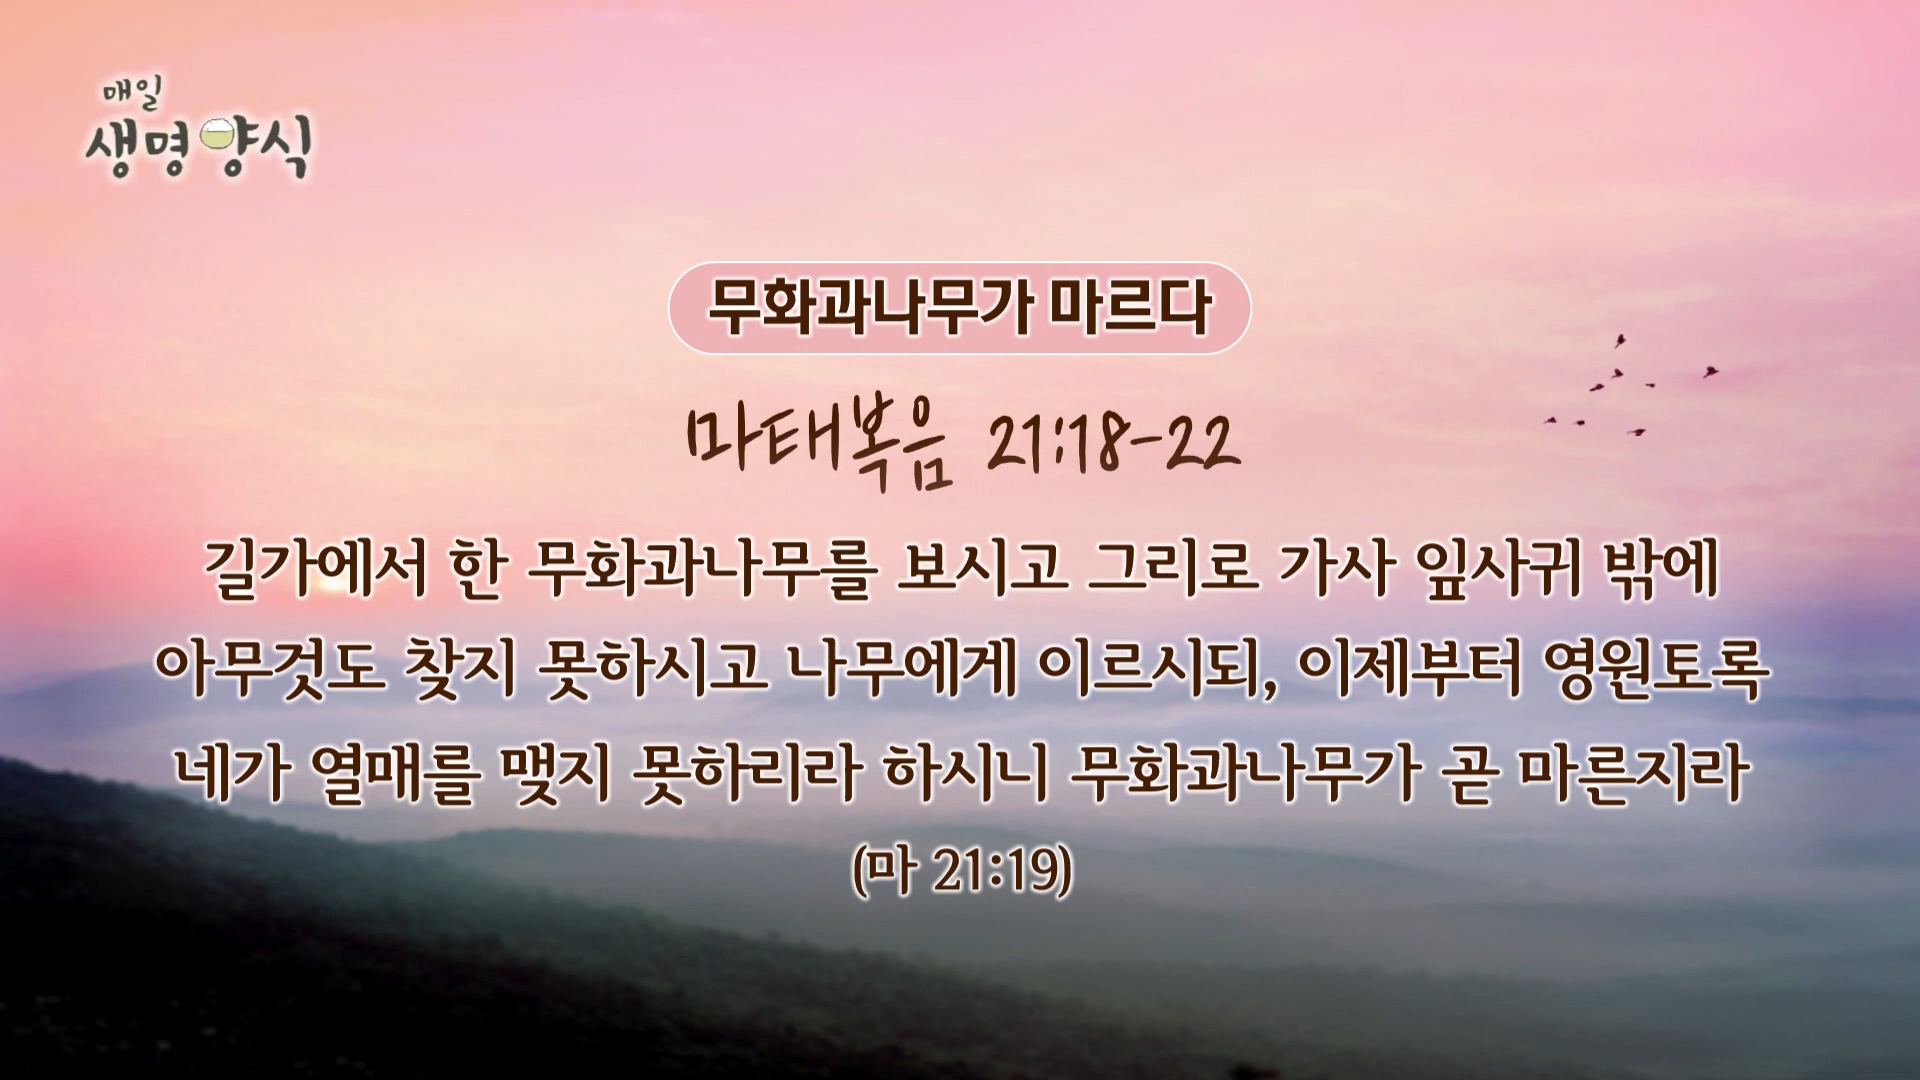 매일
생명양식
무화과나무가 마르다
마태복음 21:18-22
길가에서 한 무화과나무를 보시고 그리로 가사 잎사귀 밖에
아무것도 찾지 못하시고 나무에게 이르시되, 이제부터 영원토록
네가 열매를 맺지 못하리라 하시니 무화과나무가 곧 마른지라
(마 21:19)